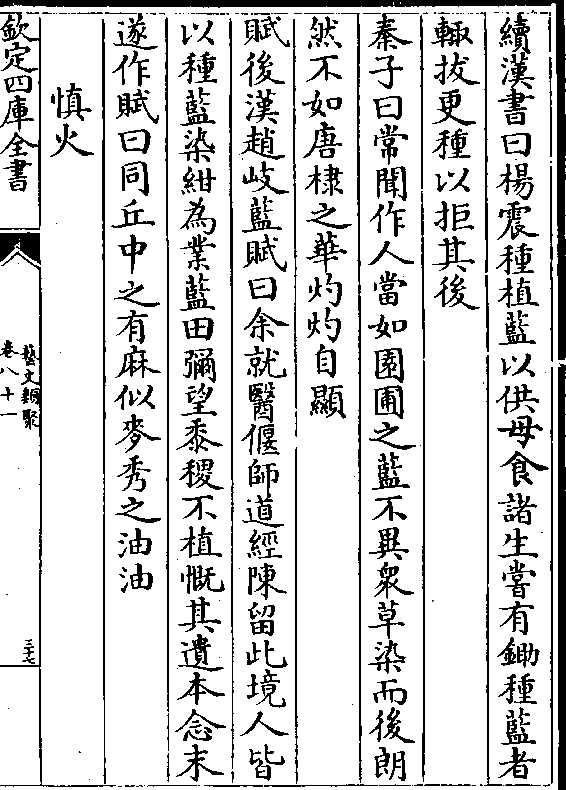 續漢書曰楊震種植藍以供母食諸生嘗有鋤種藍者
輙拔更種以拒其後
秦子曰常聞作人當如園圃之藍不異衆草染而後朗
然不如唐棣之華灼灼自顯
賦後漢趙岐藍賦曰余就醫偃師道經陳留此境人皆
以種藍染紺為業藍田彌望黍稷不植慨其遺本念末
遂作賦曰同丘中之有麻似麥秀之油油
慎火
欽定四庫全書
藝文類聚
卷八十一
三十七